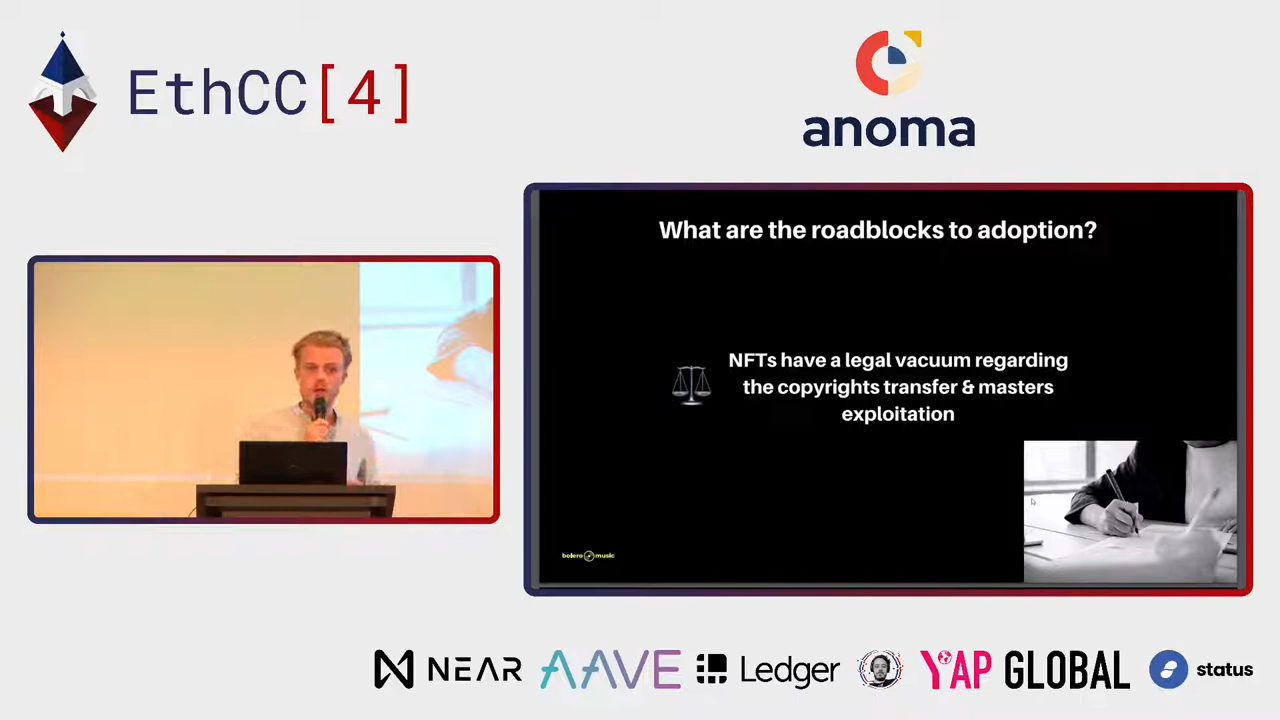 EthCC[4]
anoma
What are the roadblocks to adoption?
NFTs have a legal vacuum regarding
the copyrights transfer & masters
exploitation
bolero music
NEAR
AAVE
Ledger
YAP GLOBAL
status